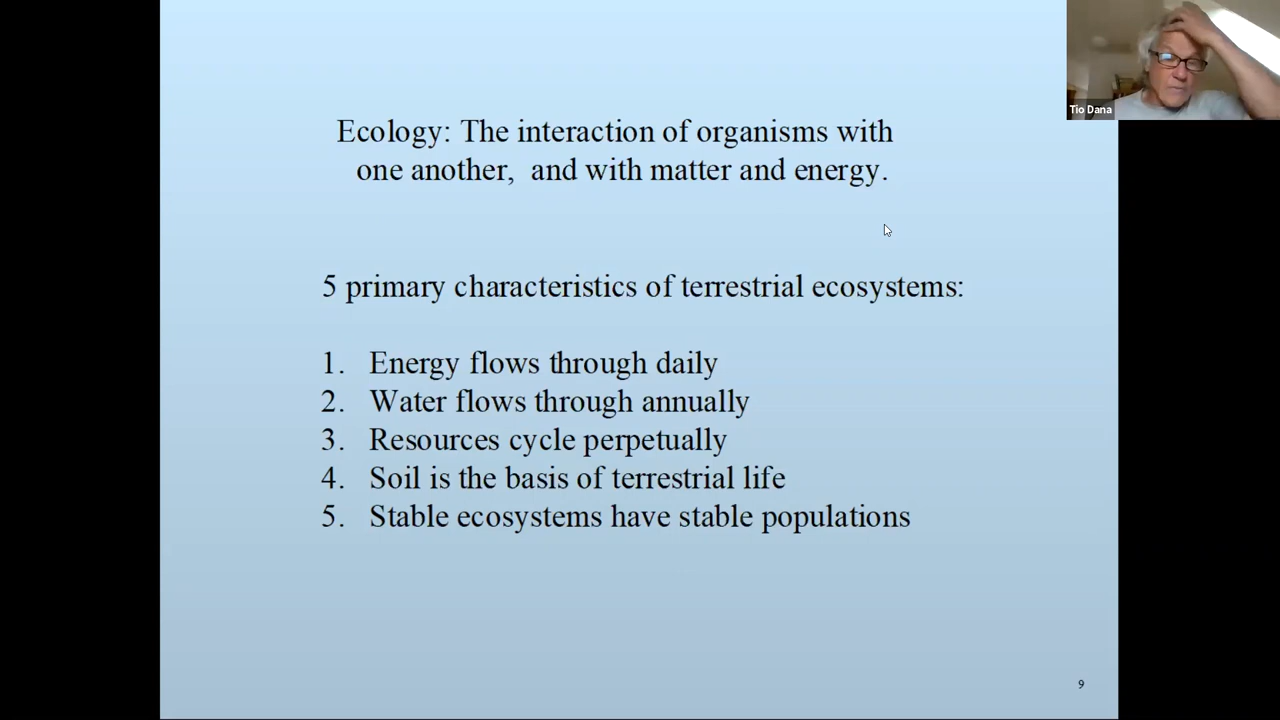 Tio Dana
Ecology: The interaction of organisms with
one another,  and with matter and energy.
5 primary characteristics of terrestrial ecosystems:
1. Energy flows through daily
2. Water flows through annually
3. Resources cycle perpetually
4. Soil is the basis of terrestrial life
5. Stable ecosystems have stable populations
9